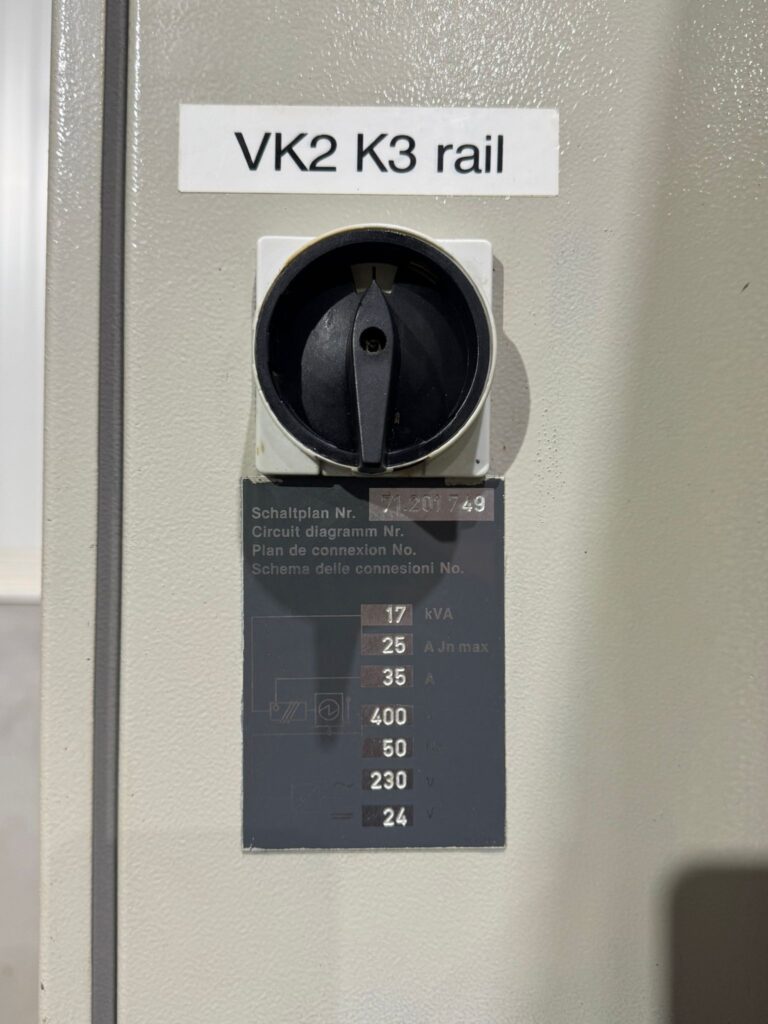 VK2 K3 rail
I
Schaltplan Nr. 71.201 749
Circuit diagramm Nr.
Plan de connexion No.
Schema delle connesioni No.
17 kVA
25 A Jn max
35 A
400
50 Hz
~ 230 V
24 V